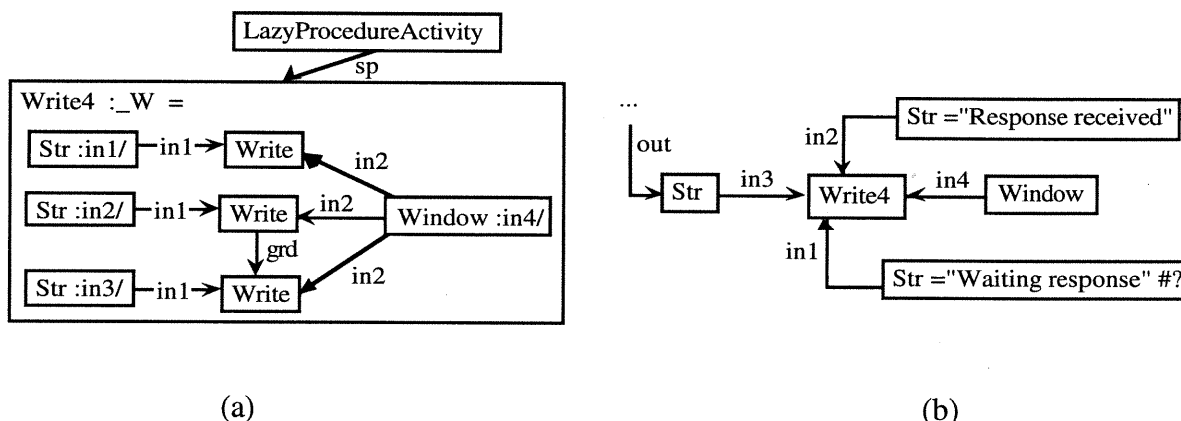 LazyProcedureActivity
sp
Write4 :_W =
Str :in1/ in1 Write
in2
Str :in2/ in1 Write in2 Window :in4/
grd
Str :in3/ in1 Write in2
(a)
...
out
Str ="Response received"
in2
Str in3 Write4 in4 Window
in1
Str ="Waiting response" #?
(b)